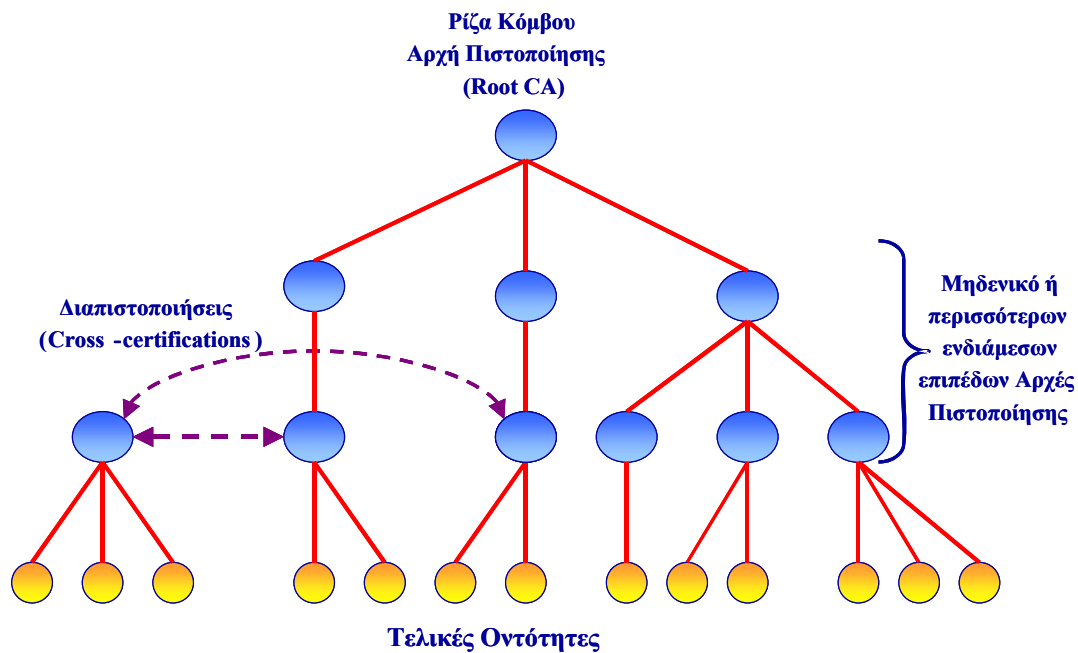 Ρίζα Κόμβου
Αρχή Πιστοποίησης
(Root CA)
Διαπιστοποιήσεις
(Cross -certifications)
Μηδενικό ή
περισσότερων
ενδιάμεσων
επιπέδων Αρχές
Πιστοποίησης
Τελικές Οντότητες